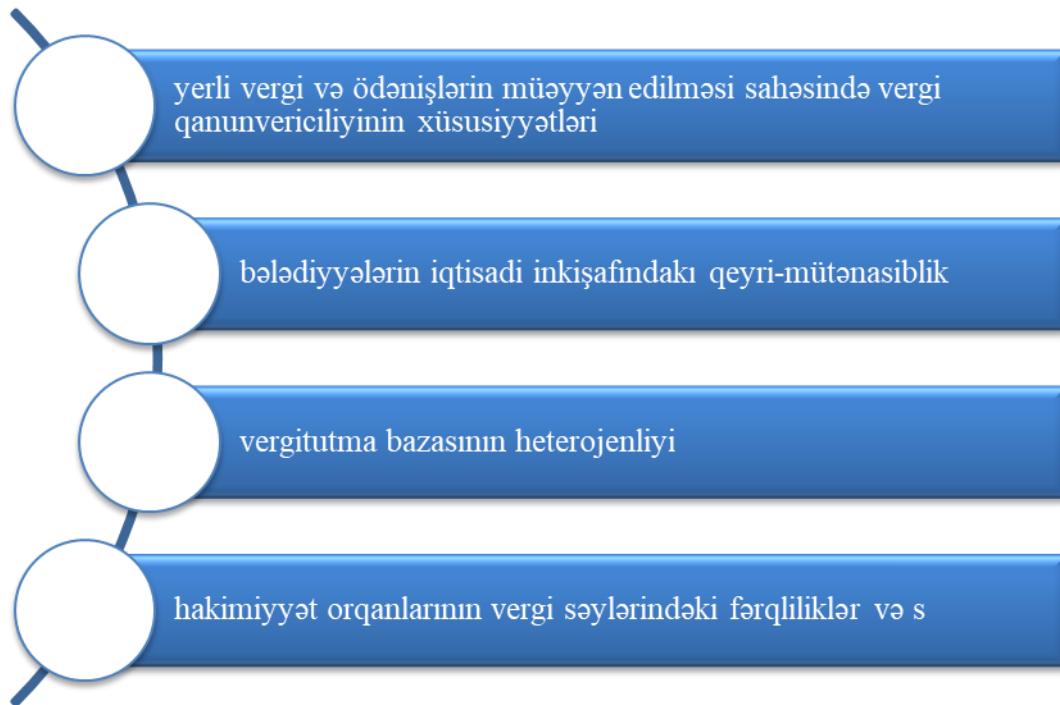 yerli vergi və ödənişlərin müəyyən edilməsi sahəsində vergi
qanunvericiliyinin xüsusiyyətləri
bələdiyyələrin iqtisadi inkişafındakı qeyri-mütənasiblik
vergitutma bazasının heterojenliyi
hakimiyyət orqanlarının vergi səylərindəki fərqliliklər və s